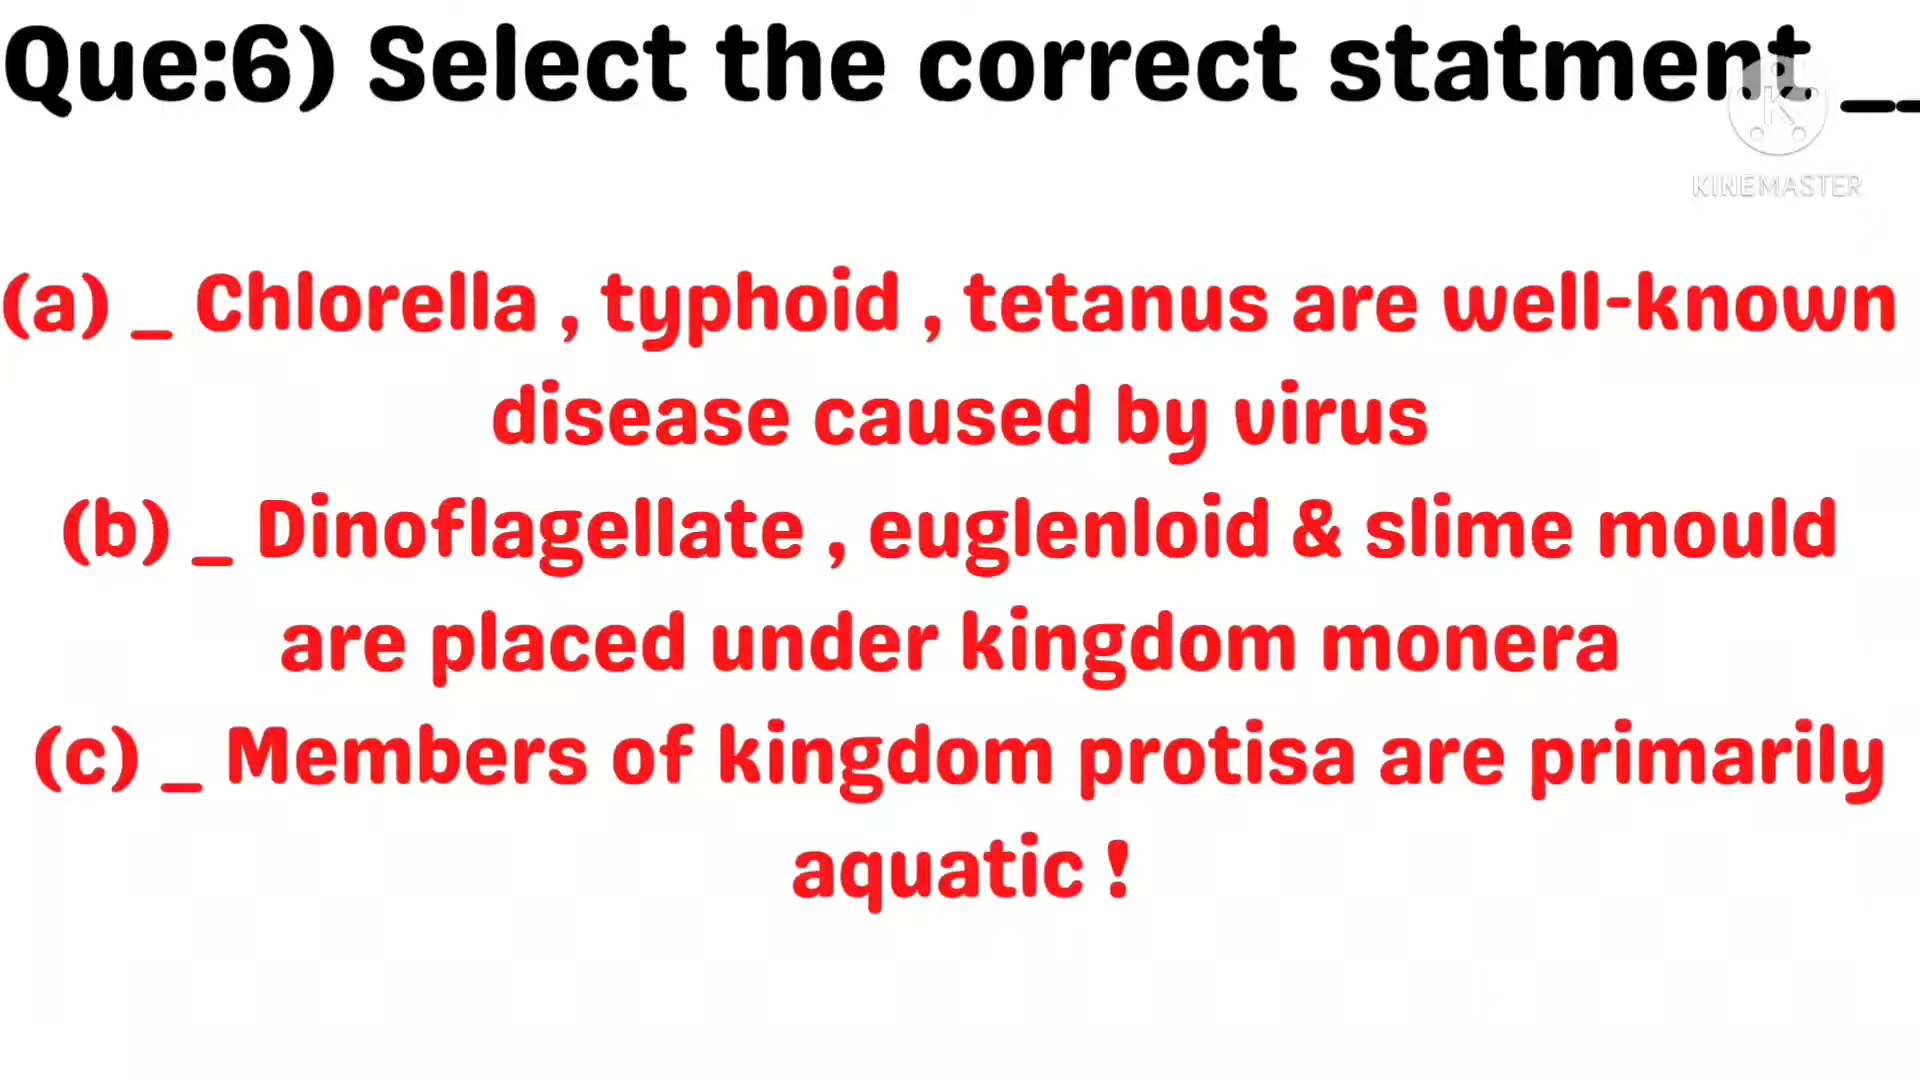 Que:6) Select the correct statment __
KINEMASTER
(a) _ Chlorella , typhoid , tetanus are well-known
disease caused by virus
(b) _ Dinoflagellate , euglenloid & slime mould
are placed under kingdom monera
(c) _ Members of kingdom protisa are primarily
aquatic !